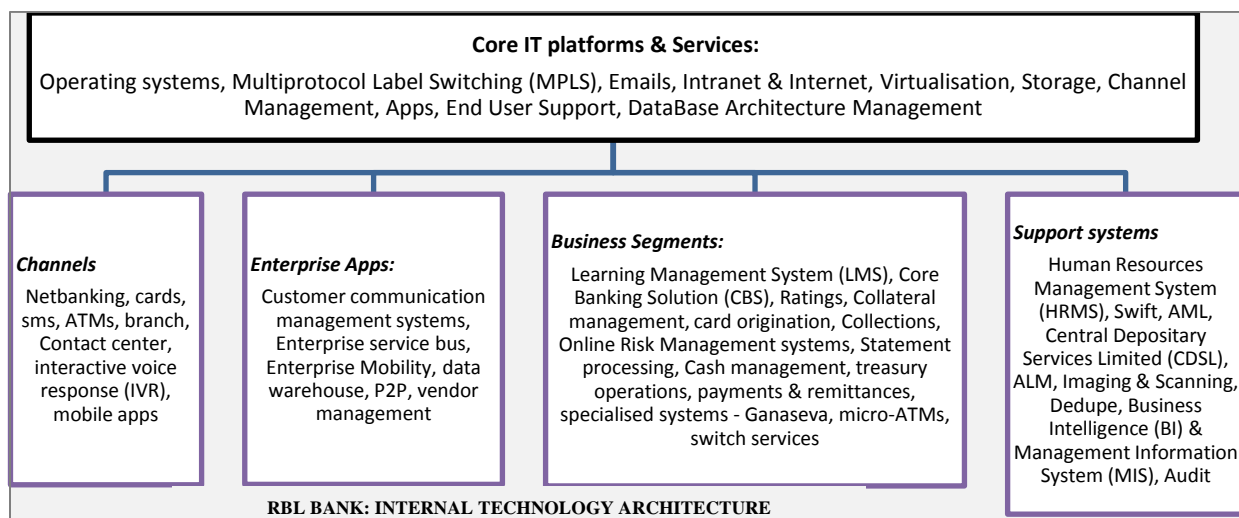 Core IT platforms & Services:
Operating systems, Multiprotocol Label Switching (MPLS), Emails, Intranet & Internet, Virtualisation, Storage, Channel
Management, Apps, End User Support, DataBase Architecture Management
Channels
Netbanking, cards,
sms, ATMs, branch,
Contact center,
interactive voice
response (IVR),
mobile apps
Enterprise Apps:
Customer communication
management systems,
Enterprise service bus,
Enterprise Mobility, data
warehouse, P2P, vendor
management
Business Segments:
Learning Management System (LMS), Core
Banking Solution (CBS), Ratings, Collateral
management, card origination, Collections,
Online Risk Management systems, Statement
processing, Cash management, treasury
operations, payments & remittances,
specialised systems - Ganaseva, micro-ATMs,
switch services
Support systems
Human Resources
Management System
(HRMS), Swift, AML,
Central Depositary
Services Limited (CDSL),
ALM, Imaging & Scanning,
Dedupe, Business
Intelligence (BI) &
Management Information
System (MIS), Audit
RBL BANK: INTERNAL TECHNOLOGY ARCHITECTURE